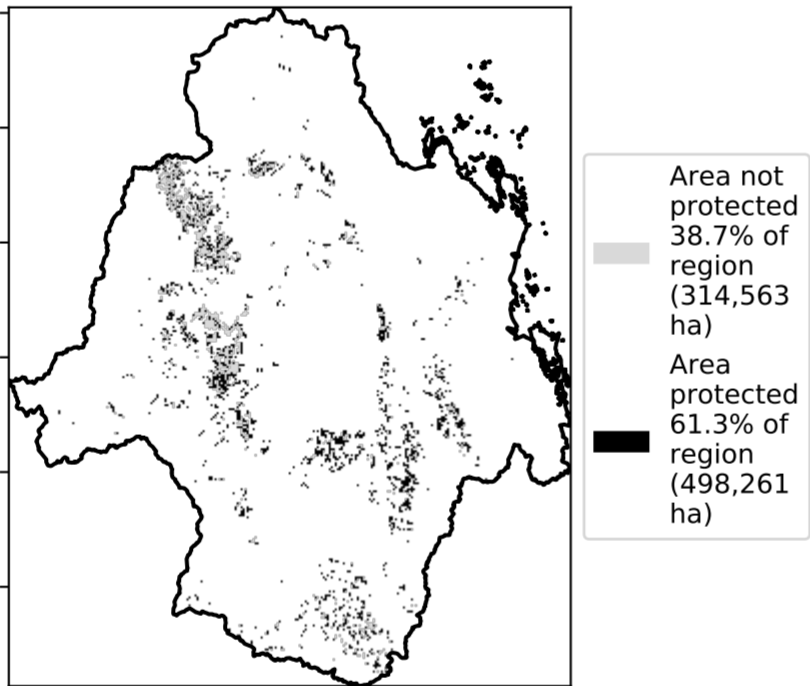 Area not
protected
38.7% of
region
(314,563
ha)
Area
protected
61.3% of
region
(498,261
ha)